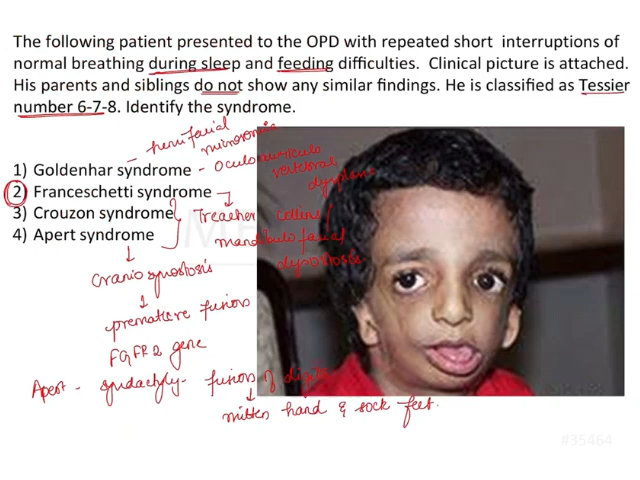 The following patient presented to the OPD with repeated short interruptions of
normal breathing during sleep and feeding difficulties. Clinical picture is attached.
His parents and siblings do not show any similar findings. He is classified as Tessier
number 6-7-8. Identify the syndrome.
- hemifacial
microsomia
1) Goldenhar syndrome - Oculo auriculo
vertebral
dysplasia
2) Franceschetti syndrome
3) Crouzon syndrome Treacher Collins
4) Apert syndrome mandibulo facial
dysostosis
Craniosynostosis
premature fusion
FGFR2 gene
Apert - syndactyly - fusion of digits
mitten hand & sock feet.
#35464